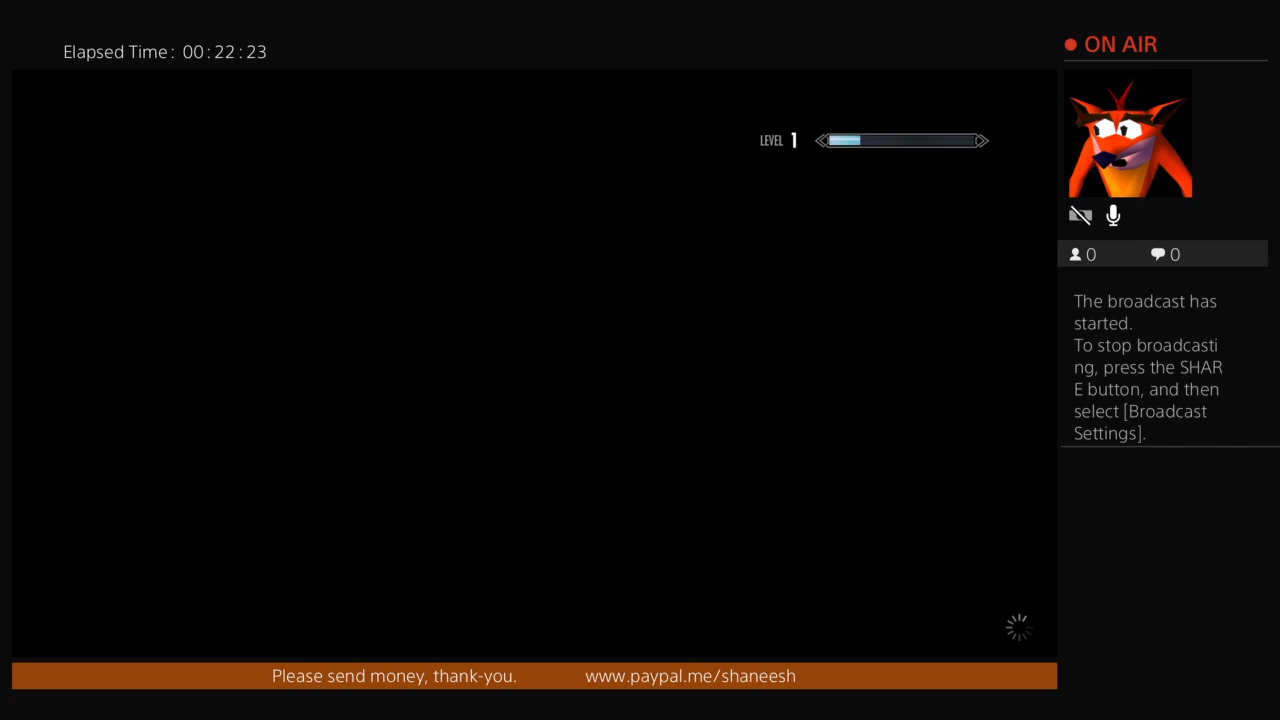 Elapsed Time: 00:22:23
ON AIR
LEVEL 1
0 0
The broadcast has
started.
To stop broadcasti
ng, press the SHAR
E button, and then
select [Broadcast
Settings].
Please send money, thank-you. www.paypal.me/shaneesh